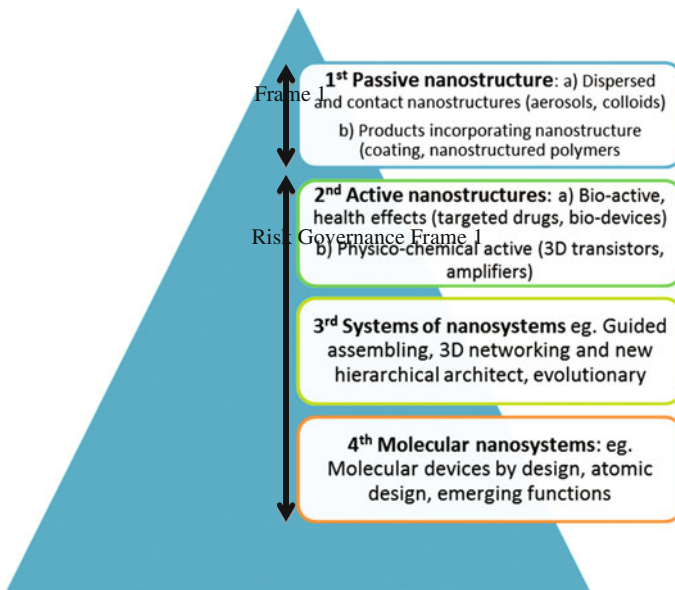 1st Passive nanostructure: a) Dispersed
Frame 1
and contact nanostructures (aerosols, colloids)
b) Products incorporating nanostructure
(coating, nanostructured polymers
2nd Active nanostructures: a) Bio-active,
health effects (targeted drugs, bio-devices)
Risk Governance Frame 1
b) Physico-chemical active (3D transistors,
amplifiers)
3rd Systems of nanosystems eg. Guided
assembling, 3D networking and new
hierarchical architect, evolutionary
4th Molecular nanosystems: eg.
Molecular devices by design, atomic
design, emerging functions